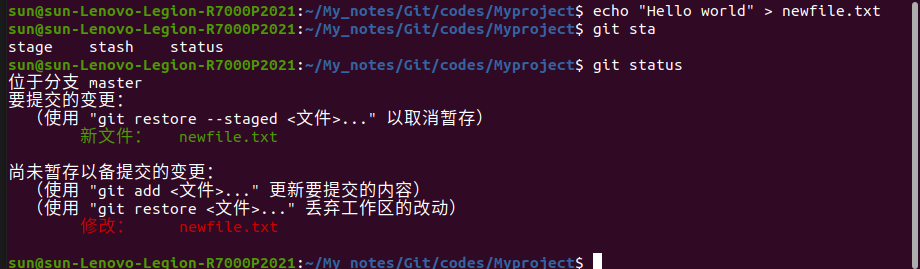 sun@sun-Lenovo-Legion-R7000P2021:~/My_notes/Git/codes/Myproject$ echo "Hello world" > newfile.txt
sun@sun-Lenovo-Legion-R7000P2021:~/My_notes/Git/codes/Myproject$ git sta
stage stash status
sun@sun-Lenovo-Legion-R7000P2021:~/My_notes/Git/codes/Myproject$ git status
位于分支 master
要提交的变更：
（使用 "git restore --staged <文件>..." 以取消暂存）
新文件： newfile.txt
尚未暂存以备提交的变更：
（使用 "git add <文件>..." 更新要提交的内容）
（使用 "git restore <文件>..." 丢弃工作区的改动）
修改： newfile.txt
sun@sun-Lenovo-Legion-R7000P2021:~/My_notes/Git/codes/Myproject$